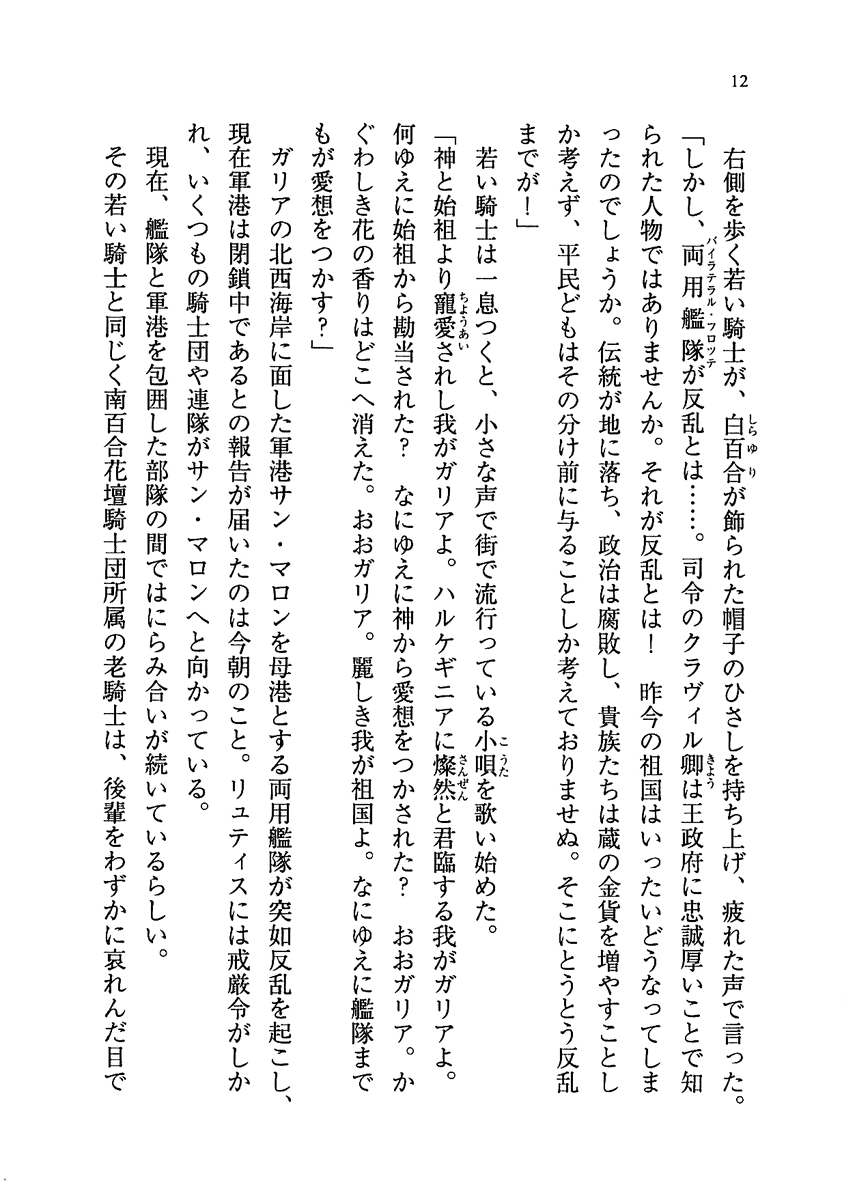 12
右側を歩く若い騎士が、白百合が飾られた帽子のひさしを持ち上げ、疲れた声で言った。
「しかし、両用艦隊が反乱とは……。司令のクラヴィル卿は王政府に忠誠厚いことで知
られた人物ではありませんか。それが反乱とは！　昨今の祖国はいったいどうなってしま
ったのでしょうか。伝統が地に落ち、政治は腐敗し、貴族たちは蔵の金貨を増やすことし
か考えず、平民どもはその分け前に与ることしか考えておりませぬ。そこにとうとう反乱
までが！」
若い騎士は一息つくと、小さな声で街で流行っている小唄を歌い始めた。
「神と始祖より寵愛されし我がガリアよ。ハルケギニアに燦然と君臨する我がガリアよ。
何ゆえに始祖から勘当された？　なにゆえに神から愛想をつかされた？　おおガリア。か
ぐわしき花の香りはどこへ消えた。おおガリア。麗しき我が祖国よ。なにゆえに艦隊まで
もが愛想をつかす？」
ガリアの北西海岸に面した軍港サン・マロンを母港とする両用艦隊が突如反乱を起こし、
現在軍港は閉鎖中であるとの報告が届いたのは今朝のこと。リュティスには戒厳令がしか
れ、いくつもの騎士団や連隊がサン・マロンへと向かっている。
現在、艦隊と軍港を包囲した部隊の間ではにらみ合いが続いているらしい。
その若い騎士と同じく南百合花壇騎士団所属の老騎士は、後輩をわずかに哀れんだ目で
しらゆり
バイラテラル・フロッテ
きょう
こうた
ちょうあい
さんぜん